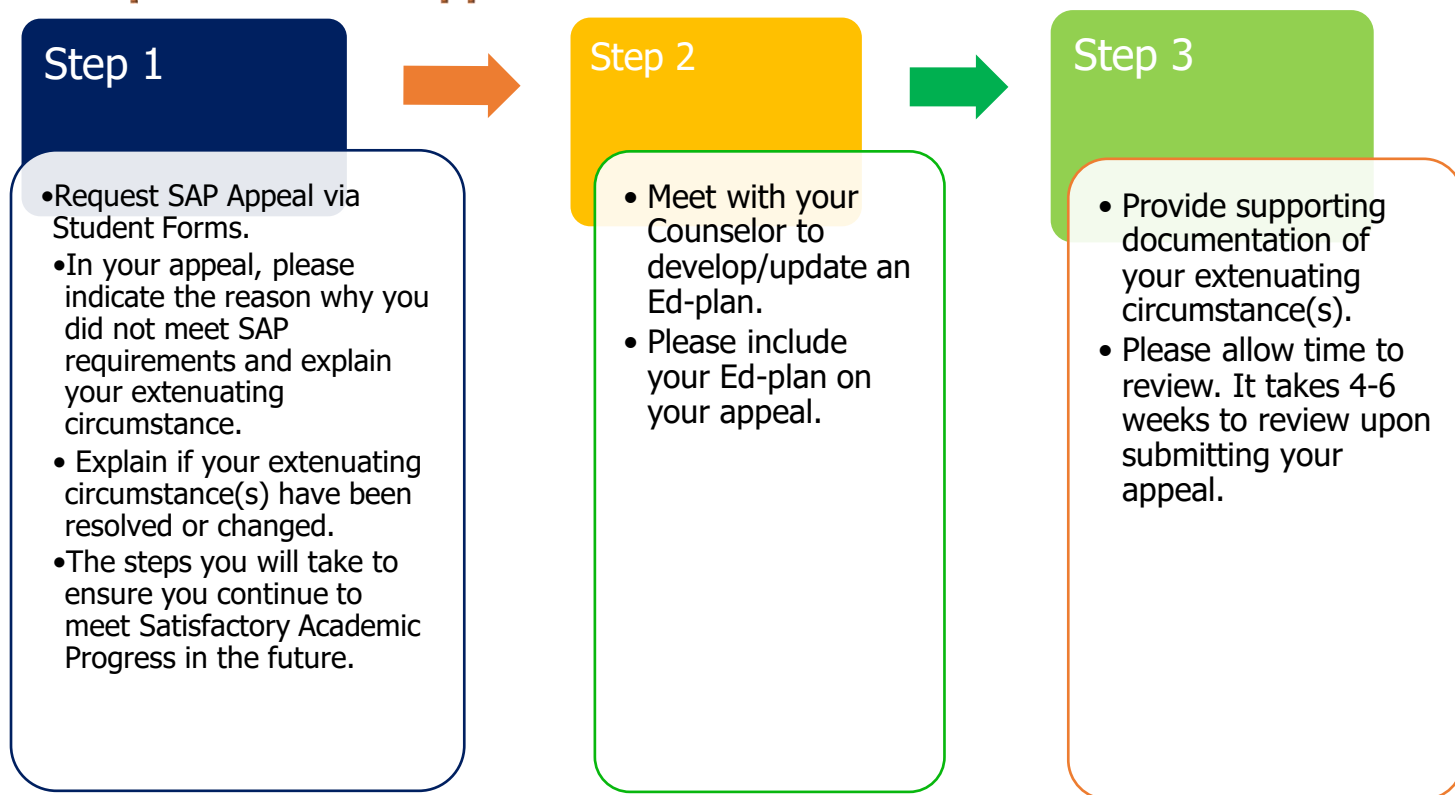 Step 1
•Request SAP Appeal via
Student Forms.
•In your appeal, please
indicate the reason why you
did not meet SAP
requirements and explain
your extenuating
circumstance.
• Explain if your extenuating
circumstance(s) have been
resolved or changed.
•The steps you will take to
ensure you continue to
meet Satisfactory Academic
Progress in the future.
Step 2
• Meet with your
Counselor to
develop/update an
Ed-plan.
• Please include
your Ed-plan on
your appeal.
Step 3
• Provide supporting
documentation of
your extenuating
circumstance(s).
• Please allow time to
review. It takes 4-6
weeks to review upon
submitting your
appeal.